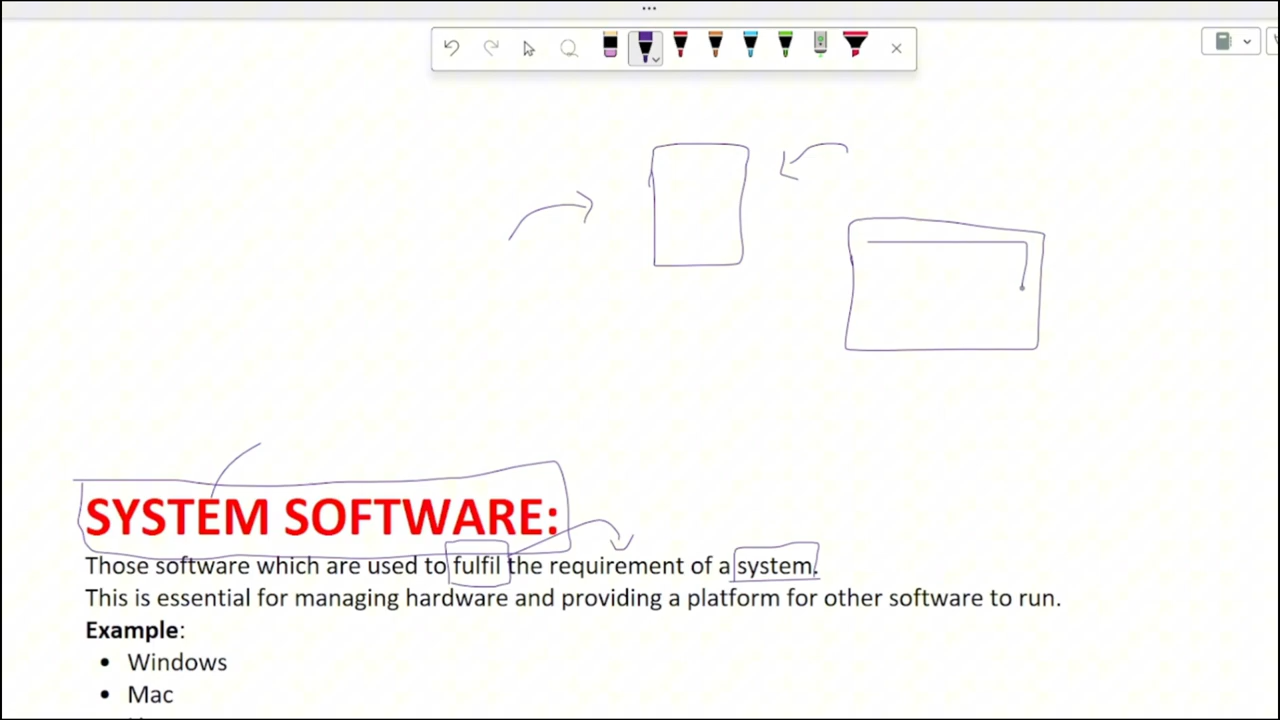 SYSTEM SOFTWARE:
Those software which are used to fulfil the requirement of a system.
This is essential for managing hardware and providing a platform for other software to run.
Example:
• Windows
• Mac